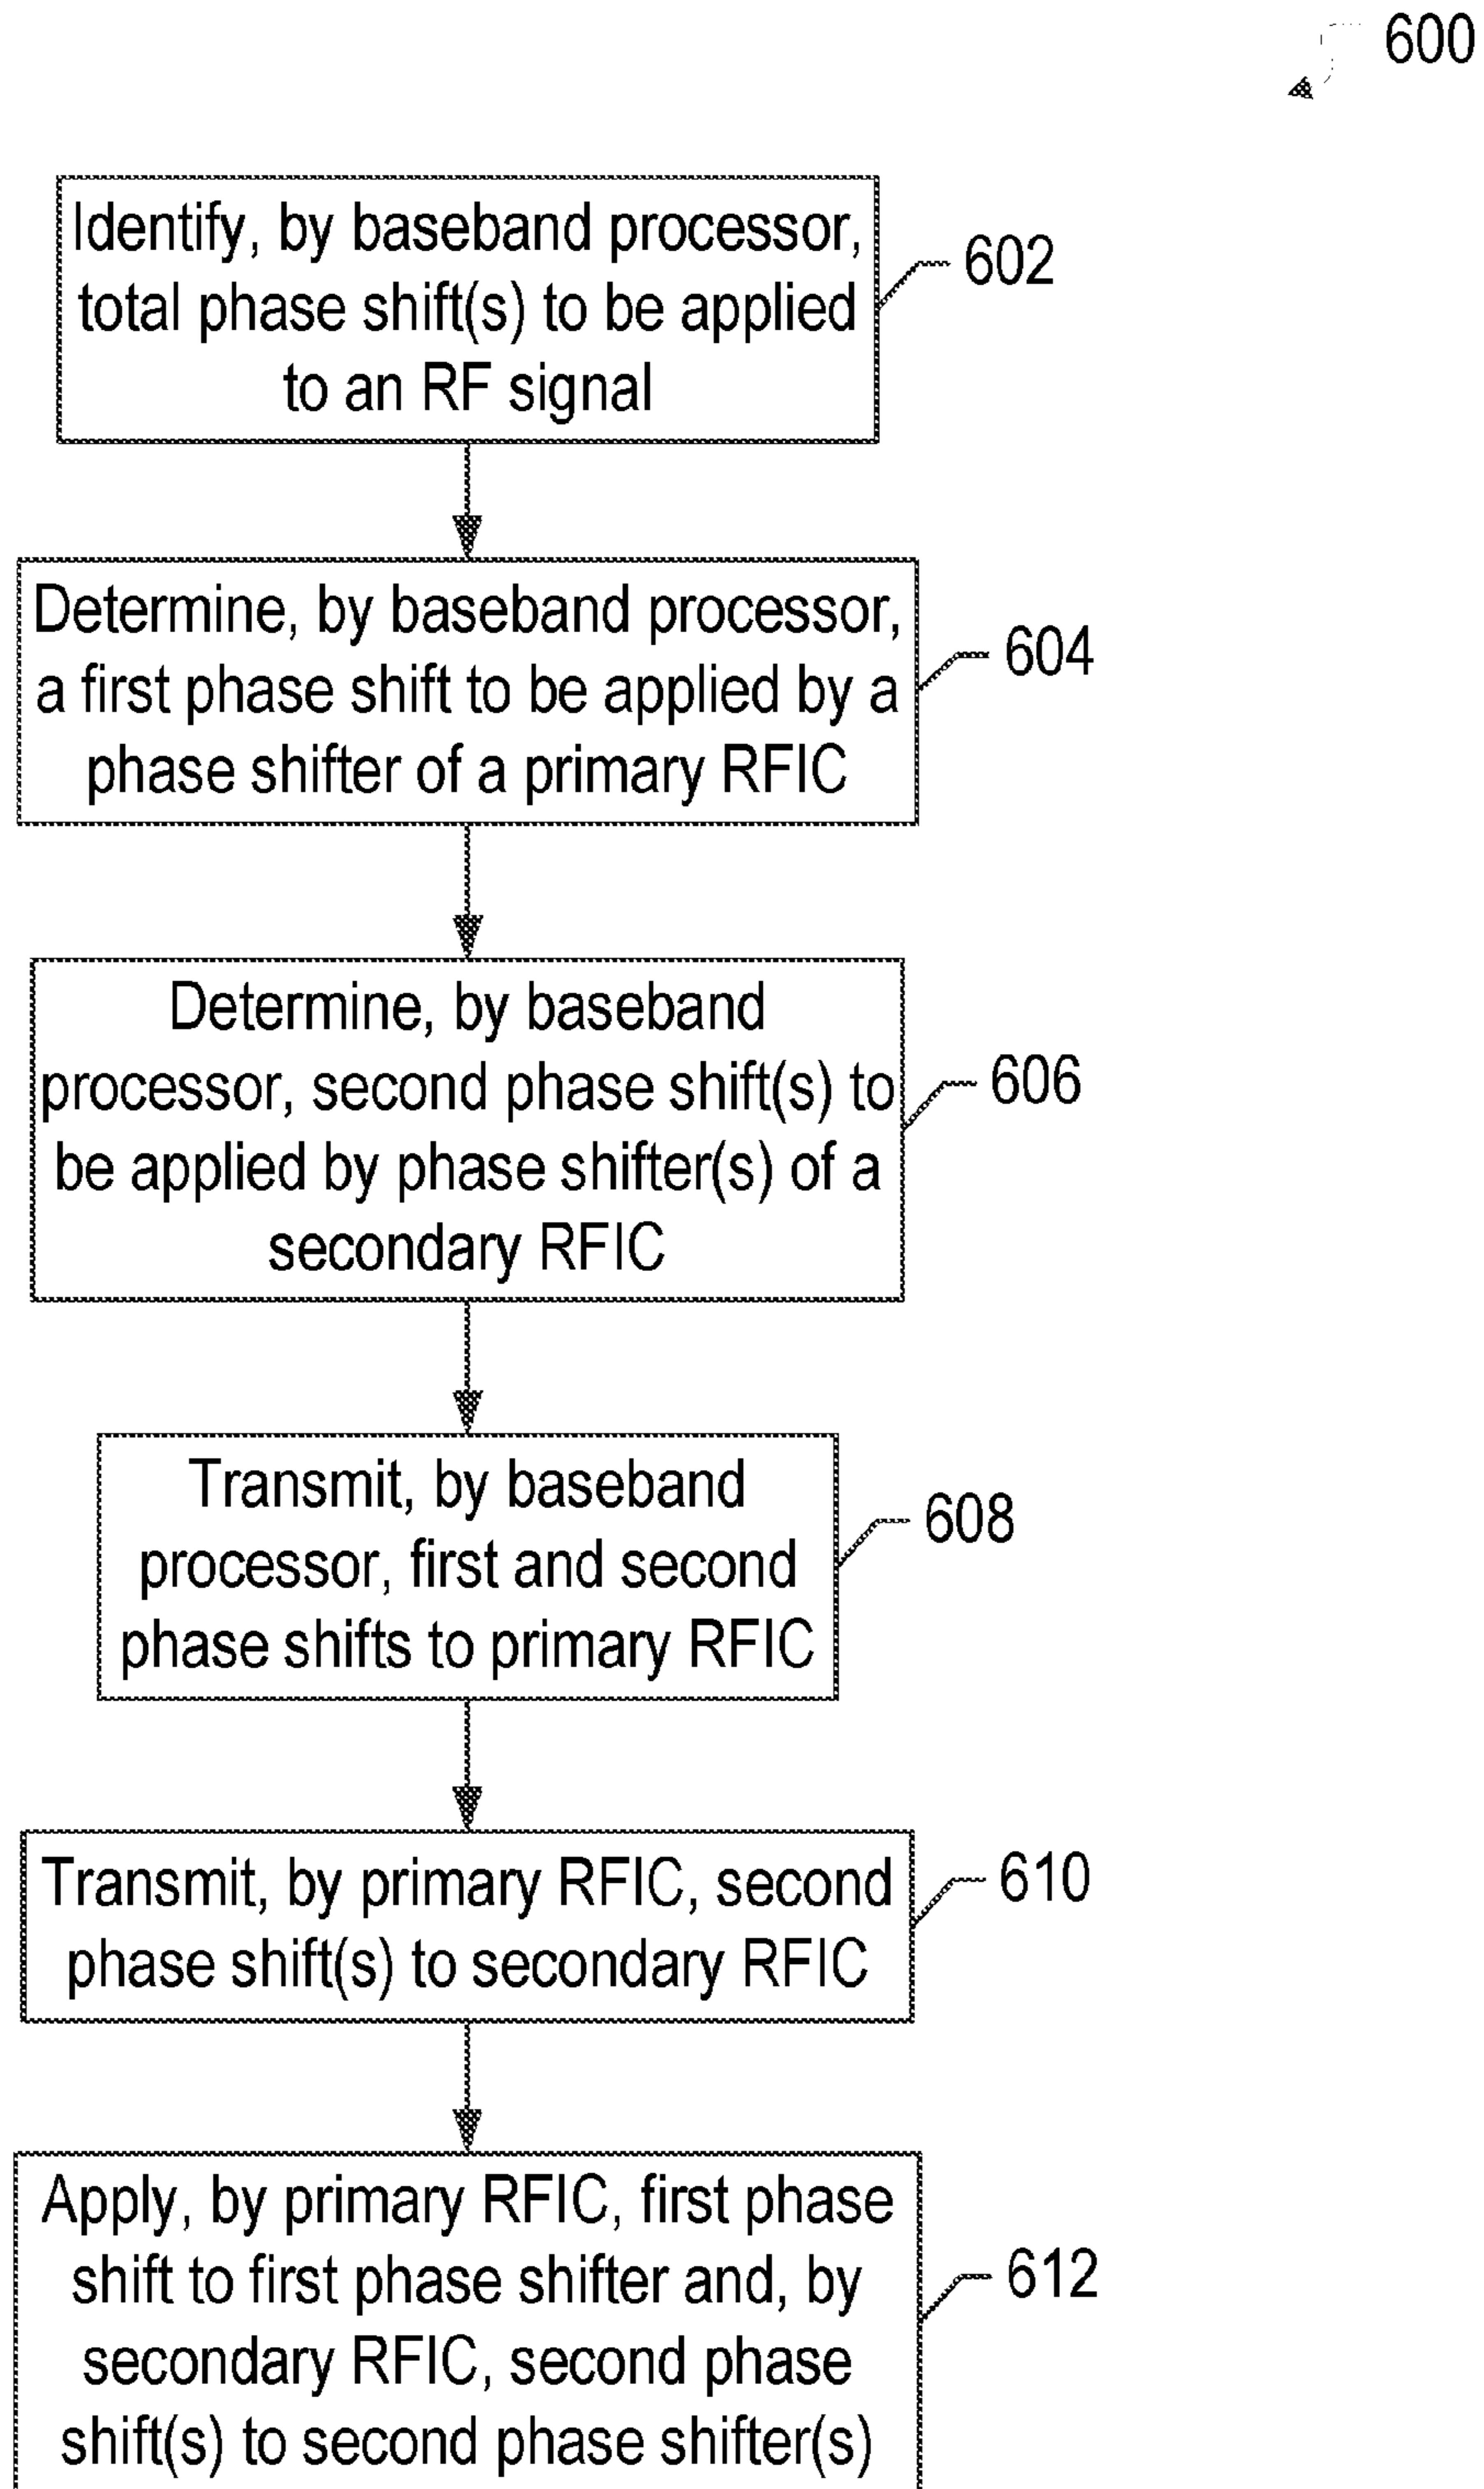 600
Identify, by baseband processor,
total phase shift(s) to be applied
to an RF signal
602
Determine, by baseband processor,
a first phase shift to be applied by a
phase shifter of a primary RFIC
604
Determine, by baseband
processor, second phase shift(s) to
be applied by phase shifter(s) of a
secondary RFIC
606
Transmit, by baseband
processor, first and second
phase shifts to primary RFIC
608
Transmit, by primary RFIC, second
phase shift(s) to secondary RFIC
610
Apply, by primary RFIC, first phase
shift to first phase shifter and, by
secondary RFIC, second phase
shift(s) to second phase shifter(s)
612